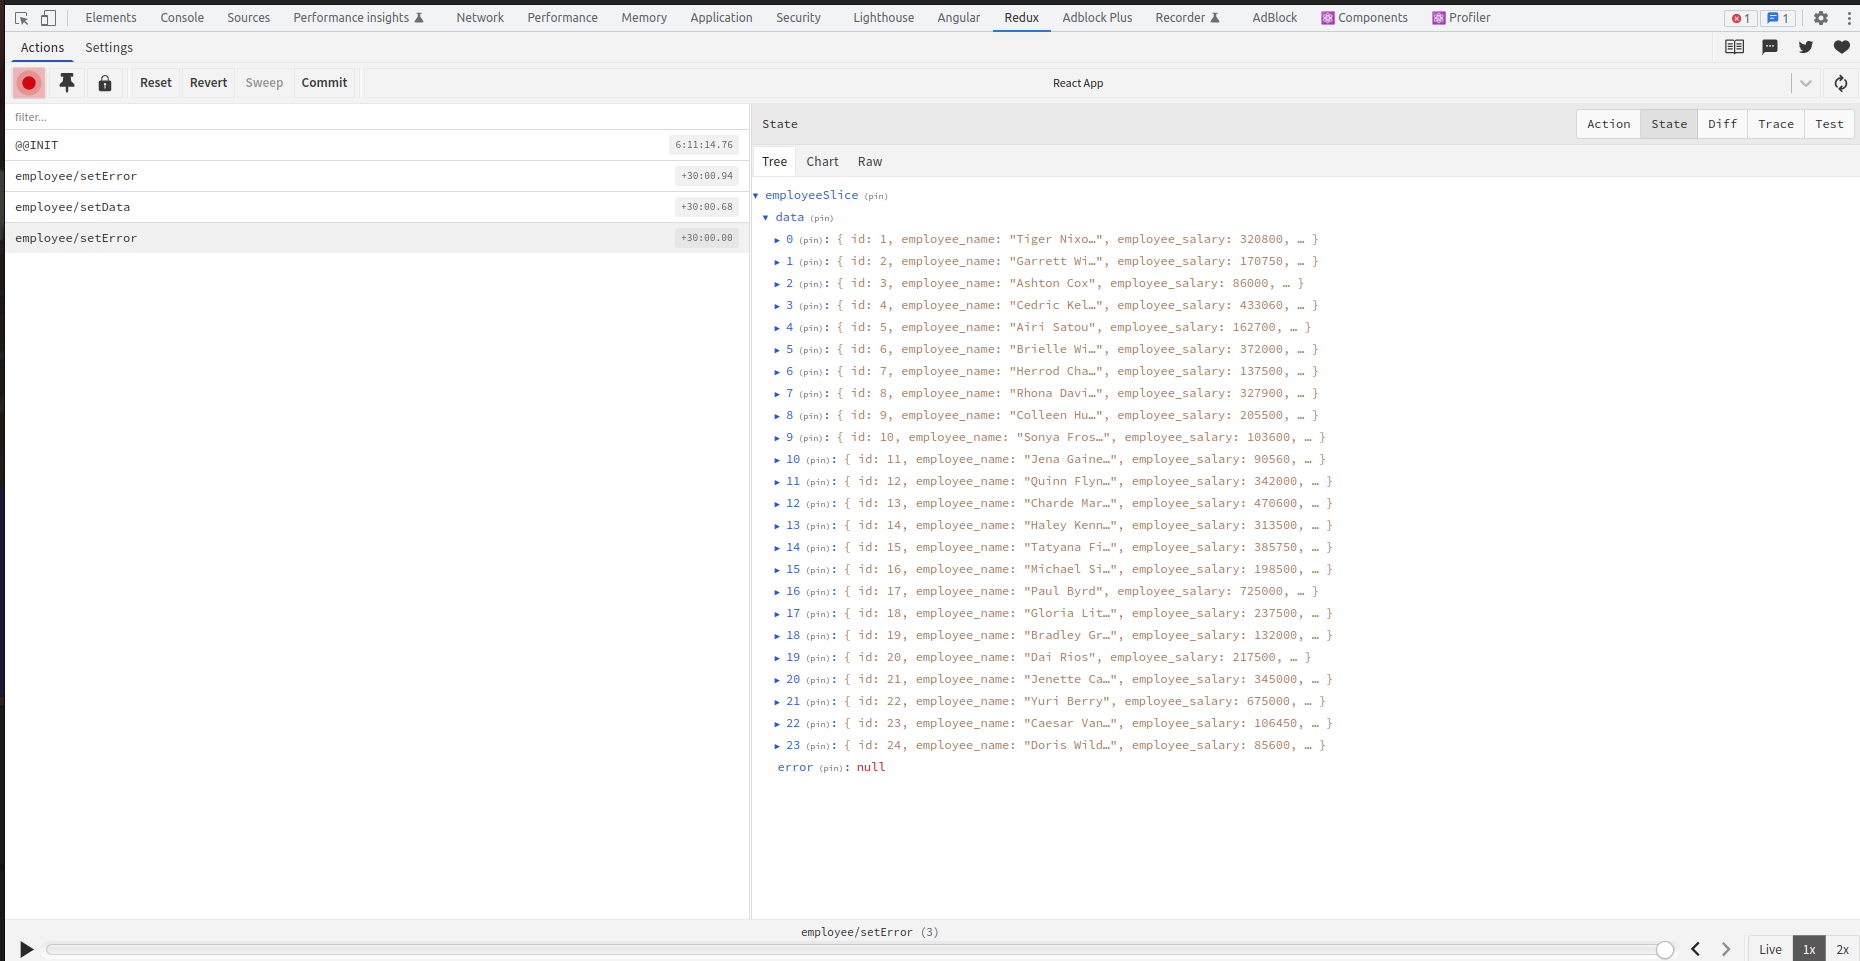 Elements Console Sources Performance insights Network Performance Memory Application Security Lighthouse Angular Redux Adblock Plus Recorder AdBlock Components Profiler 1 1
Actions Settings
Reset Revert Sweep Commit React App
filter...
@@INIT 6:11:14.76
employee/setError +30:00.94
employee/setData +30:00.68
employee/setError +30:00.00
State Action State Diff Trace Test
Tree Chart Raw
employeeSlice (pin)
data (pin)
0 (pin): { id: 1, employee_name: "Tiger Nixo…", employee_salary: 320800, … }
1 (pin): { id: 2, employee_name: "Garrett Wi…", employee_salary: 170750, … }
2 (pin): { id: 3, employee_name: "Ashton Cox", employee_salary: 86000, … }
3 (pin): { id: 4, employee_name: "Cedric Kel…", employee_salary: 433060, … }
4 (pin): { id: 5, employee_name: "Airi Satou", employee_salary: 162700, … }
5 (pin): { id: 6, employee_name: "Brielle Wi…", employee_salary: 372000, … }
6 (pin): { id: 7, employee_name: "Herrod Cha…", employee_salary: 137500, … }
7 (pin): { id: 8, employee_name: "Rhona Davi…", employee_salary: 327900, … }
8 (pin): { id: 9, employee_name: "Colleen Hu…", employee_salary: 205500, … }
9 (pin): { id: 10, employee_name: "Sonya Fros…", employee_salary: 103600, … }
10 (pin): { id: 11, employee_name: "Jena Gaine…", employee_salary: 90560, … }
11 (pin): { id: 12, employee_name: "Quinn Flyn…", employee_salary: 342000, … }
12 (pin): { id: 13, employee_name: "Charde Mar…", employee_salary: 470600, … }
13 (pin): { id: 14, employee_name: "Haley Kenn…", employee_salary: 313500, … }
14 (pin): { id: 15, employee_name: "Tatyana Fi…", employee_salary: 385750, … }
15 (pin): { id: 16, employee_name: "Michael Si…", employee_salary: 198500, … }
16 (pin): { id: 17, employee_name: "Paul Byrd", employee_salary: 725000, … }
17 (pin): { id: 18, employee_name: "Gloria Lit…", employee_salary: 237500, … }
18 (pin): { id: 19, employee_name: "Bradley Gr…", employee_salary: 132000, … }
19 (pin): { id: 20, employee_name: "Dai Rios", employee_salary: 217500, … }
20 (pin): { id: 21, employee_name: "Jenette Ca…", employee_salary: 345000, … }
21 (pin): { id: 22, employee_name: "Yuri Berry", employee_salary: 675000, … }
22 (pin): { id: 23, employee_name: "Caesar Van…", employee_salary: 106450, … }
23 (pin): { id: 24, employee_name: "Doris Wild…", employee_salary: 85600, … }
error (pin): null
employee/setError (3)
Live 1x 2x